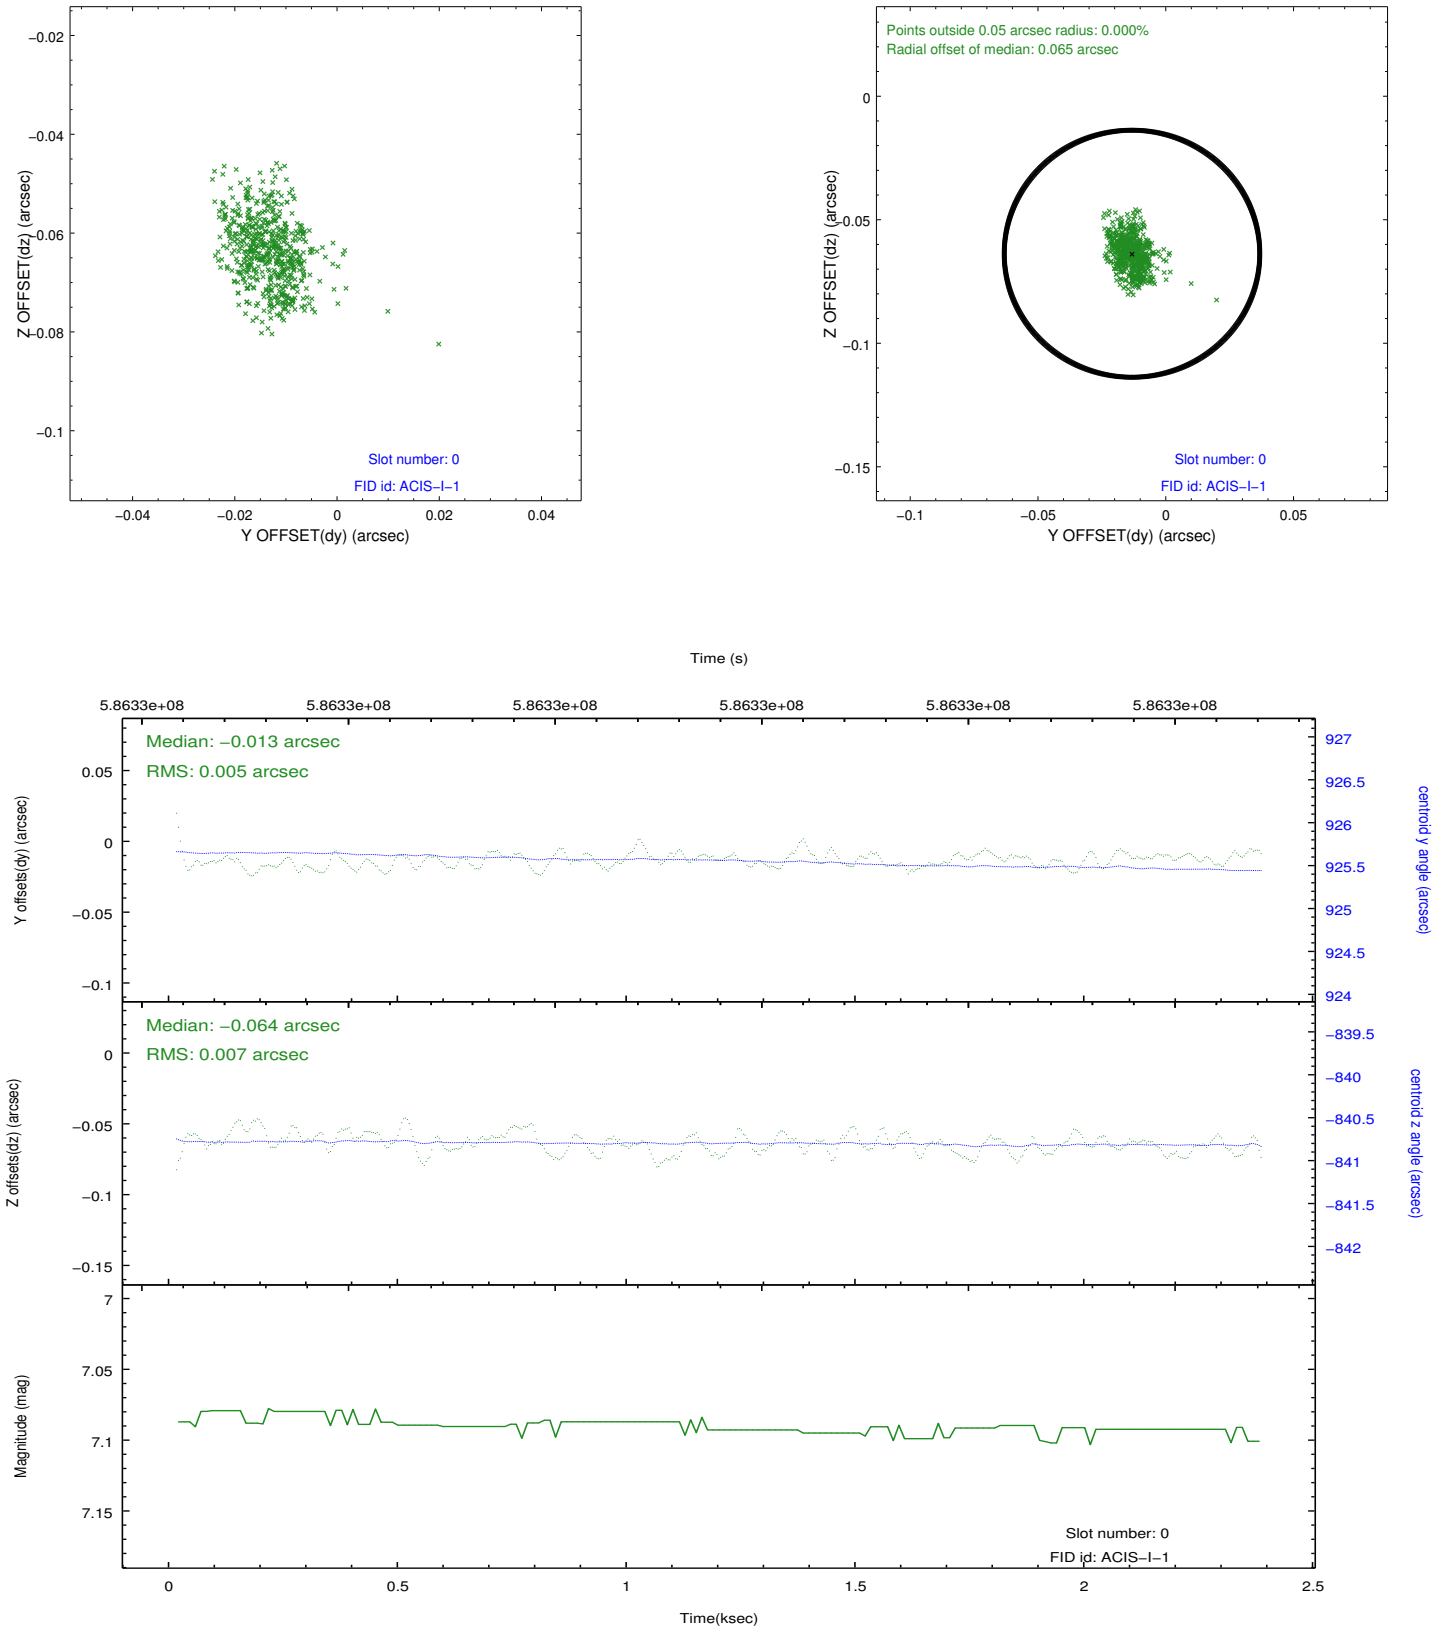 −0.02
−0.04
−0.06
−0.08
−0.1
Z OFFSET(dz) (arcsec)
Slot number: 0
FID id: ACIS−I−1
−0.04
−0.02
0
0.02
0.04
Y OFFSET(dy) (arcsec)
Points outside 0.05 arcsec radius: 0.000%
Radial offset of median: 0.065 arcsec
0
−0.05
−0.1
−0.15
Z OFFSET(dz) (arcsec)
Slot number: 0
FID id: ACIS−I−1
−0.1
−0.05
0
0.05
Y OFFSET(dy) (arcsec)
Time (s)
5.8633e+08
5.8633e+08
5.8633e+08
5.8633e+08
5.8633e+08
5.8633e+08
Median: −0.013 arcsec
RMS: 0.005 arcsec
0.05
0
−0.05
−0.1
Y offsets(dy) (arcsec)
927
926.5
926
925.5
925
924.5
924
centroid y angle (arcsec)
Median: −0.064 arcsec
RMS: 0.007 arcsec
0
−0.05
−0.1
−0.15
Z offsets(dz) (arcsec)
−839.5
−840
−840.5
−841
−841.5
−842
centroid z angle (arcsec)
7
7.05
7.1
7.15
Magnitude (mag)
Slot number: 0
FID id: ACIS−I−1
0
0.5
1
1.5
2
2.5
Time(ksec)